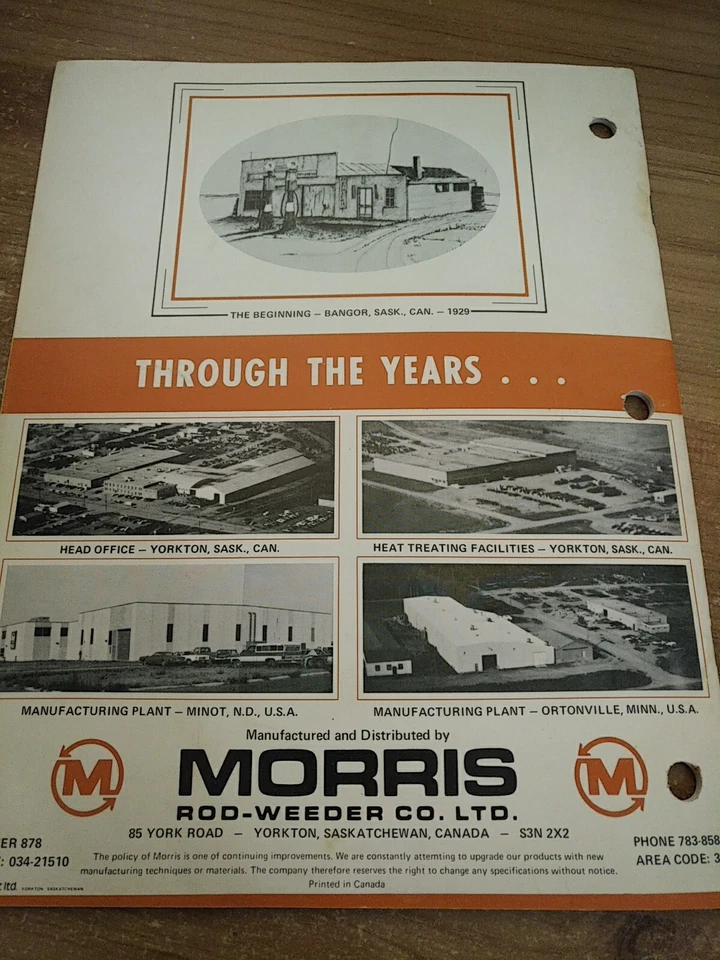 THE BEGINNING – BANGOR, SASK., CAN. – 1929
THROUGH THE YEARS . . .
HEAD OFFICE – YORKTON, SASK., CAN.
HEAT TREATING FACILITIES – YORKTON, SASK., CAN.
MANUFACTURING PLANT – MINOT, N.D., U.S.A.
MANUFACTURING PLANT – ORTONVILLE, MINN., U.S.A.
Manufactured and Distributed by
M
MORRIS
M
ROD-WEEDER CO. LTD.
85 YORK ROAD – YORKTON, SASKATCHEWAN, CANADA – S3N 2X2
ER 878
: 034-21510
PHONE 783-858
AREA CODE: 3
The policy of Morris is one of continuing improvements. We are constantly attemting to upgrade our products with new
manufacturing techniques or materials. The company therefore reserves the right to change any specifications without notice.
Printed in Canada
ltd. YORKTON SASKATCHEWAN